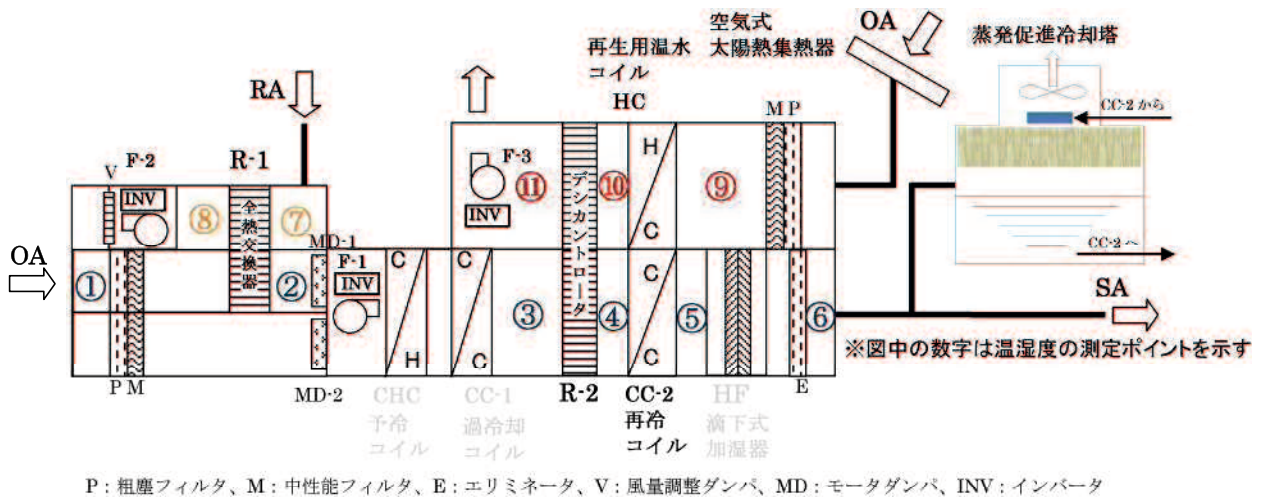 空気式
太陽熱集熱器
OA
蒸発促進冷却塔
再生用温水
コイル
HC
RA
M P
CC-2 から
V
F-2
R-1
F-3
INV
⑪
デシカントロータ
⑩
H
C
⑨
INV
⑧
全熱交換器
⑦
MD-1
OA
①
②
F-1
INV
C
H
C
C
③
④
C
C
⑤
⑥
CC-2 へ
SA
※図中の数字は温湿度の測定ポイントを示す
P M
MD-2
CHC
予冷
コイル
CC-1
過冷却
コイル
R-2
CC-2
再冷
コイル
HF
滴下式
加湿器
E
P:粗塵フィルタ、M:中性能フィルタ、E:エリミネータ、V:風量調整ダンパ、MD:モータダンパ、INV:インバータ